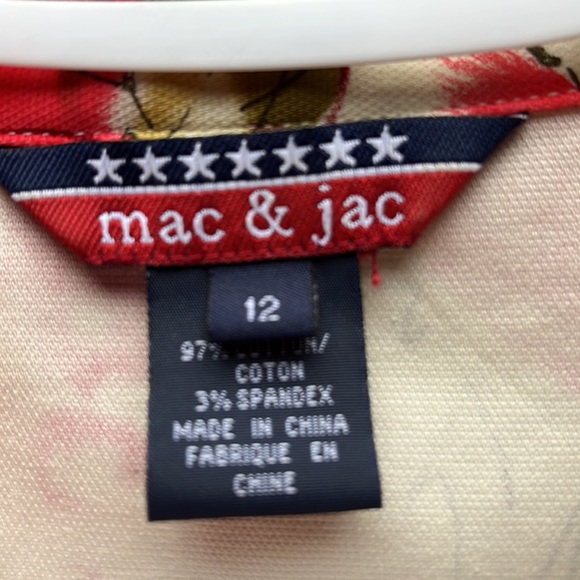 mac & jac
12
97% COTTON/
COTON
3% SPANDEX
MADE IN CHINA
FABRIQUE EN
CHINE